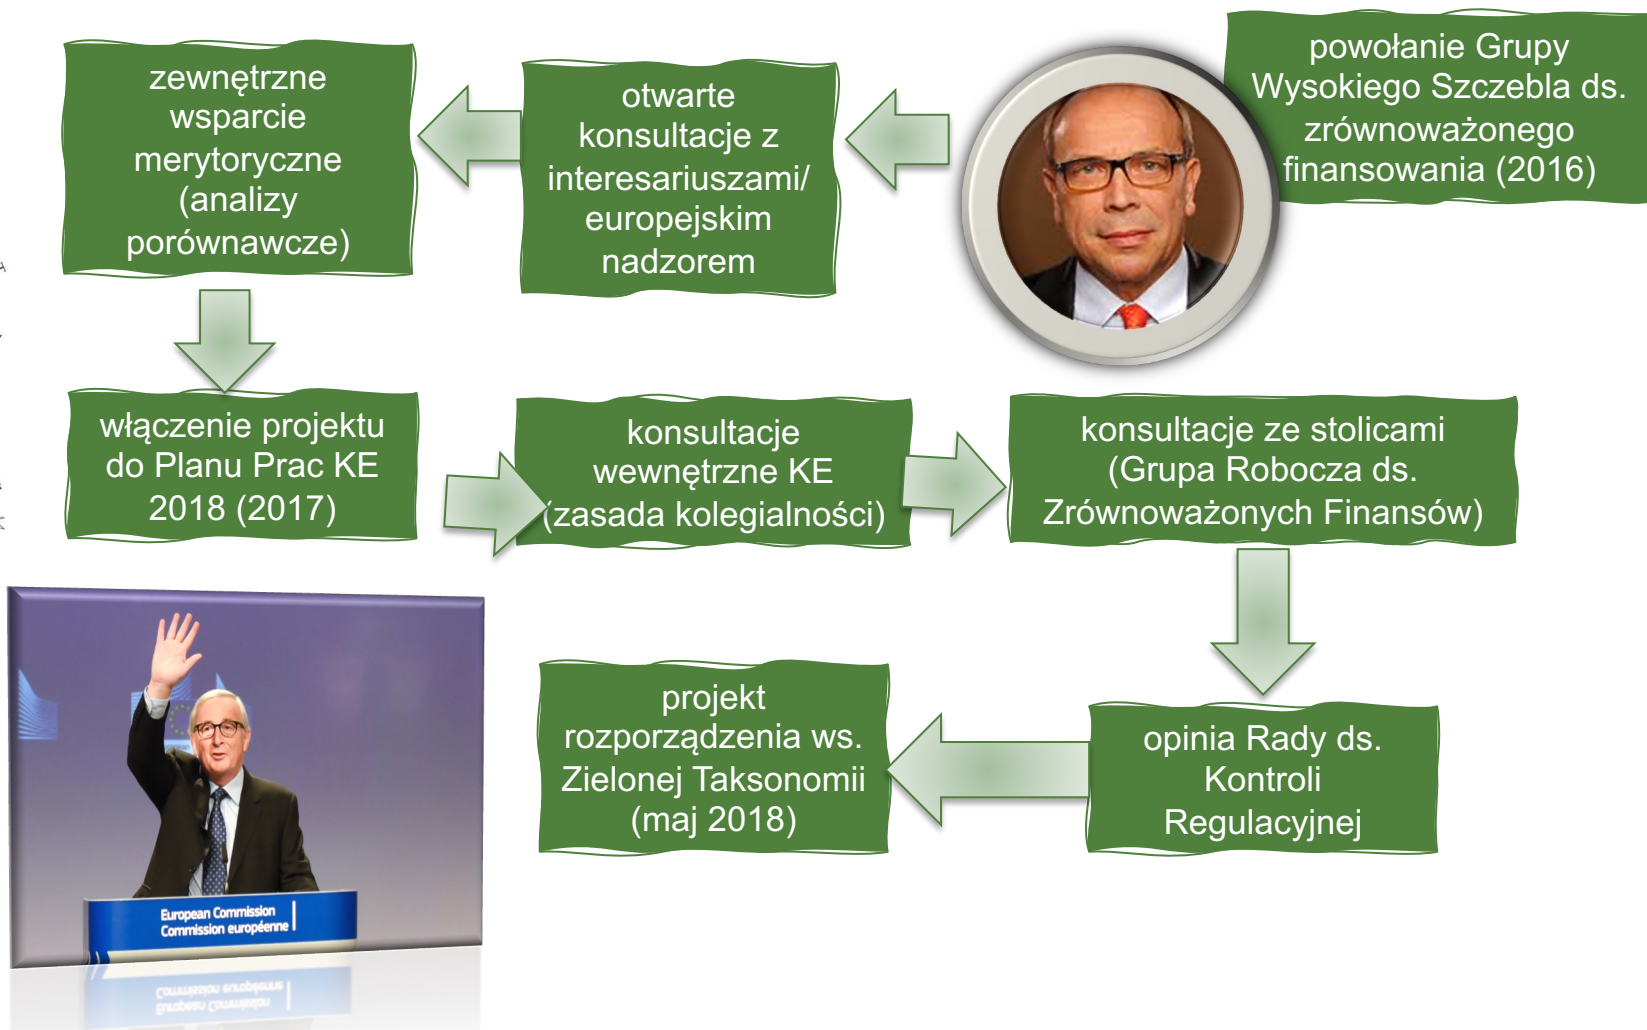 powołanie Grupy
Wysokiego Szczebla ds.
zrównoważonego
finansowania (2016)
otwarte
konsultacje z
interesariuszami/
europejskim
nadzorem
zewnętrzne
wsparcie
merytoryczne
(analizy
porównawcze)
włączenie projektu
do Planu Prac KE
2018 (2017)
konsultacje
wewnętrzne KE
(zasada kolegialności)
konsultacje ze stolicami
(Grupa Robocza ds.
Zrównoważonych Finansów)
opinia Rady ds.
Kontroli
Regulacyjnej
projekt
rozporządzenia ws.
Zielonej Taksonomii
(maj 2018)
European Commission
Commission européenne